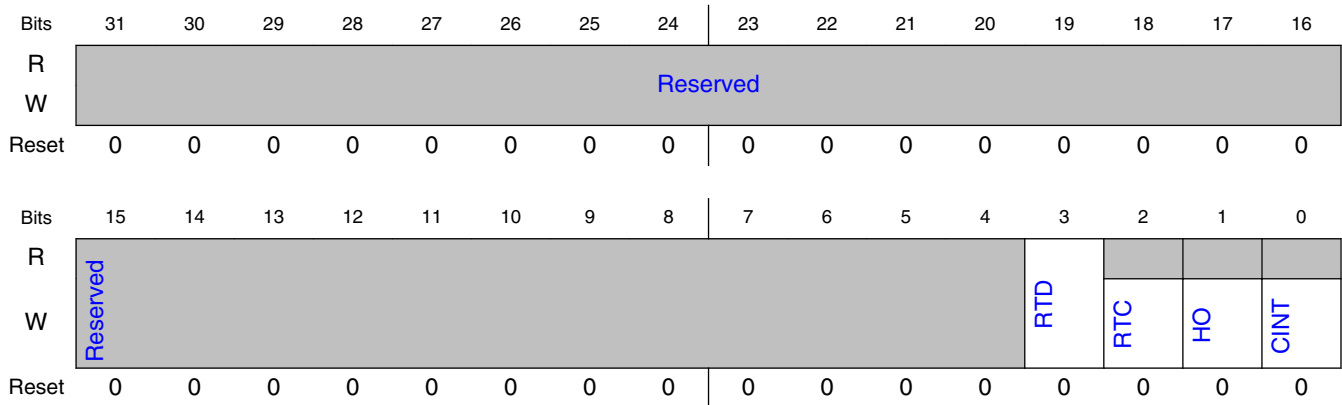 Bits 31 30 29 28 27 26 25 24 23 22 21 20 19 18 17 16
R
Reserved
W
Reset 0 0 0 0 0 0 0 0 0 0 0 0 0 0 0 0
Bits 15 14 13 12 11 10 9 8 7 6 5 4 3 2 1 0
R
W Reserved RTD RTC HO CINT
Reset 0 0 0 0 0 0 0 0 0 0 0 0 0 0 0 0